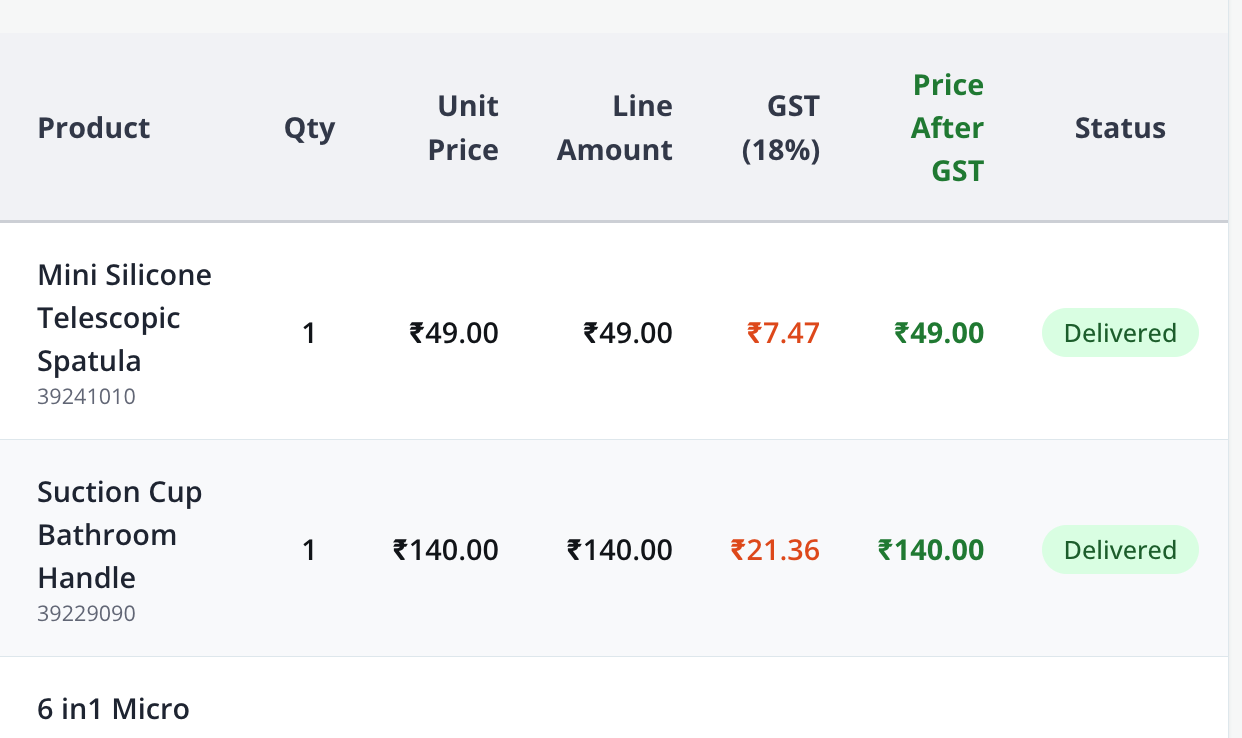 Product
Qty
Unit
Price
Line
Amount
GST
(18%)
Price
After
GST
Status
Mini Silicone
Telescopic
Spatula
39241010
1
₹49.00
₹49.00
₹7.47
₹49.00
Delivered
Suction Cup
Bathroom
Handle
39229090
1
₹140.00
₹140.00
₹21.36
₹140.00
Delivered
6 in1 Micro